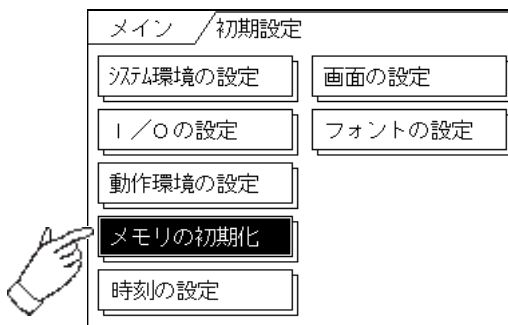 メイン ／初期設定
ｼｽﾃﾑ環境の設定
画面の設定
Ｉ／Ｏの設定
フォントの設定
動作環境の設定
メモリの初期化
時刻の設定